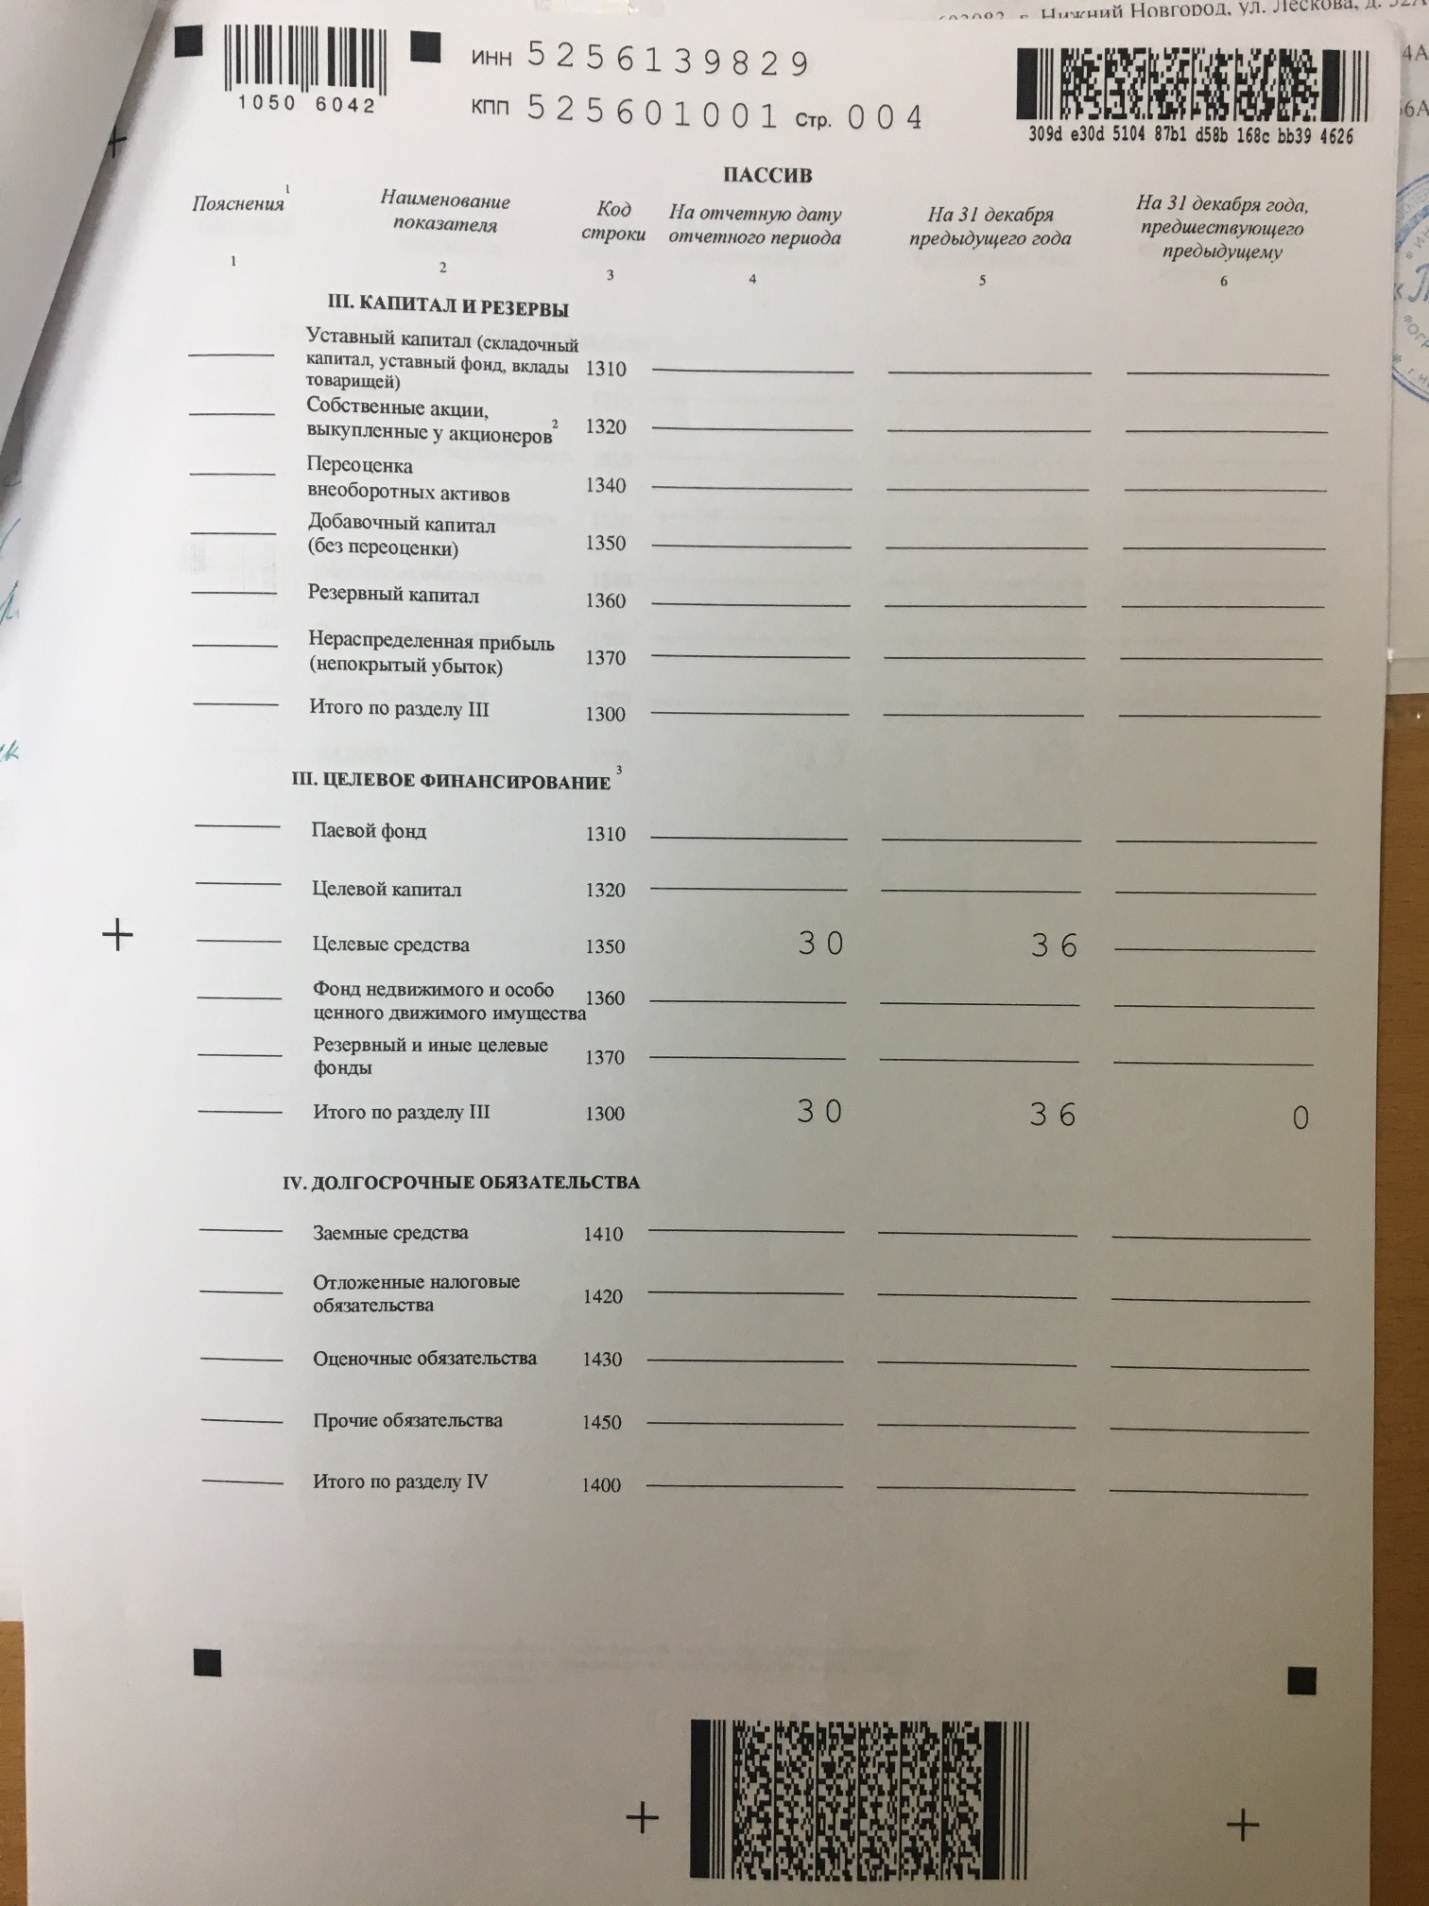 г. Нижний Новгород, ул. Лескова, д.
1050 6042
ИНН 5256139829
КПП 525601001 Стр. 004
309d e30d 5104 87b1 d58b 168c bb39 4626
ПАССИВ
Пояснения 1
Наименование
показателя
Код
строки
На отчетную дату
отчетного периода
На 31 декабря
предыдущего года
На 31 декабря года,
предшествующего
предыдущему
1 2 3 4 5 6
III. КАПИТАЛ И РЕЗЕРВЫ
Уставный капитал (складочный
капитал, уставный фонд, вклады 1310
товарищей)
Собственные акции,
выкупленные у акционеров 2 1320
Переоценка
внеоборотных активов 1340
Добавочный капитал
(без переоценки) 1350
Резервный капитал 1360
Нераспределенная прибыль
(непокрытый убыток) 1370
Итого по разделу III 1300
III. ЦЕЛЕВОЕ ФИНАНСИРОВАНИЕ 3
Паевой фонд 1310
Целевой капитал 1320
Целевые средства 1350 30 36
Фонд недвижимого и особо
ценного движимого имущества 1360
Резервный и иные целевые
фонды 1370
Итого по разделу III 1300 30 36 0
IV. ДОЛГОСРОЧНЫЕ ОБЯЗАТЕЛЬСТВА
Заемные средства 1410
Отложенные налоговые
обязательства 1420
Оценочные обязательства 1430
Прочие обязательства 1450
Итого по разделу IV 1400